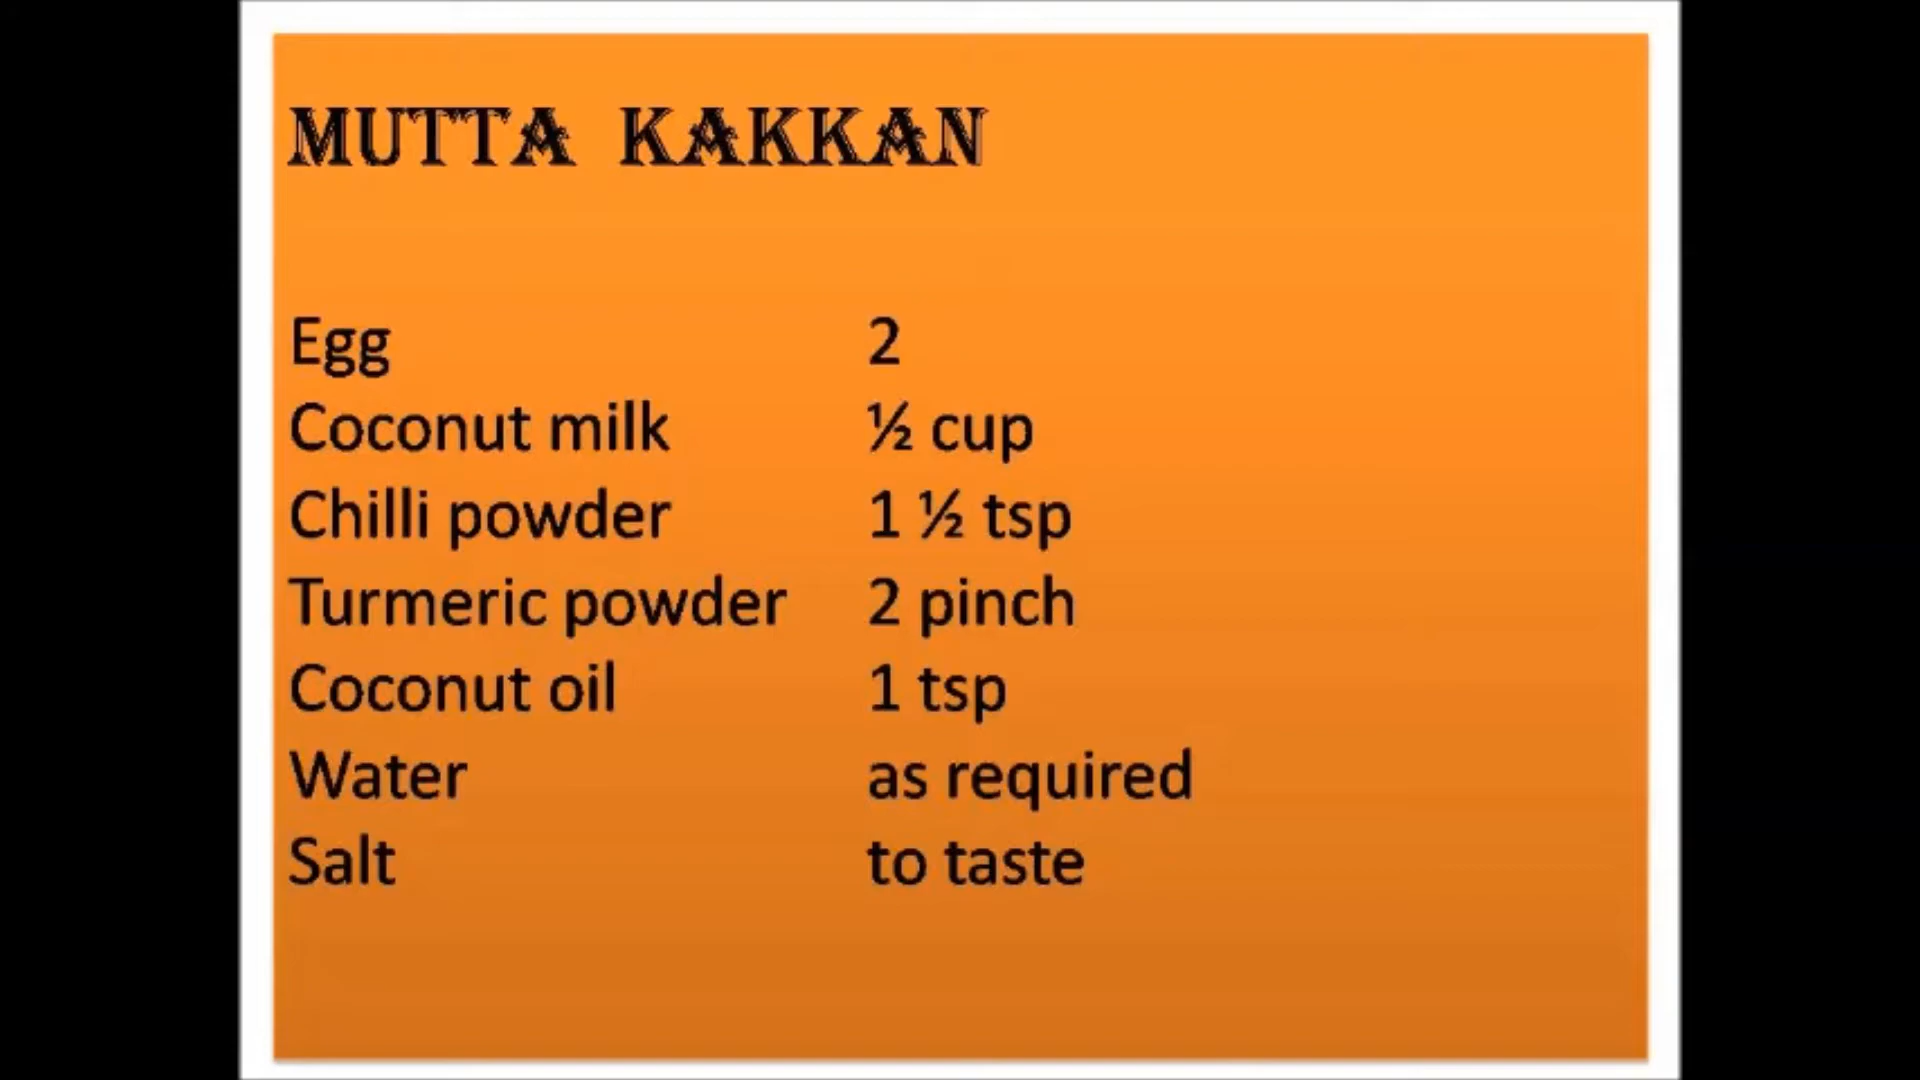 MUTTA KAKKAN
Egg 2
Coconut milk ½ cup
Chilli powder 1 ½ tsp
Turmeric powder 2 pinch
Coconut oil 1 tsp
Water as required
Salt to taste